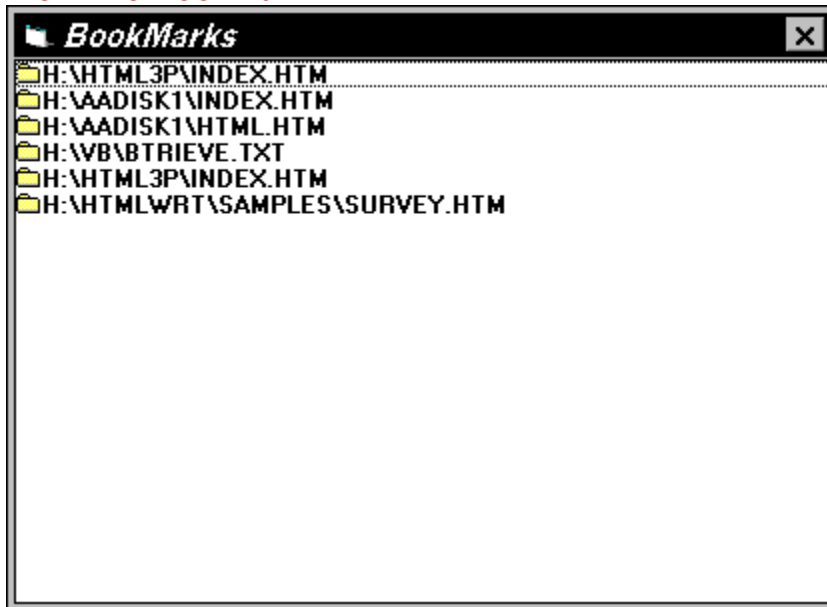 BookMarks
H:\HTML3P\INDEX.HTM
H:\AADISK1\INDEX.HTM
H:\AADISK1\HTML.HTM
H:\VB\BTRIEVE.TXT
H:\HTML3P\INDEX.HTM
H:\HTMLWRT\SAMPLES\SURVEY.HTM